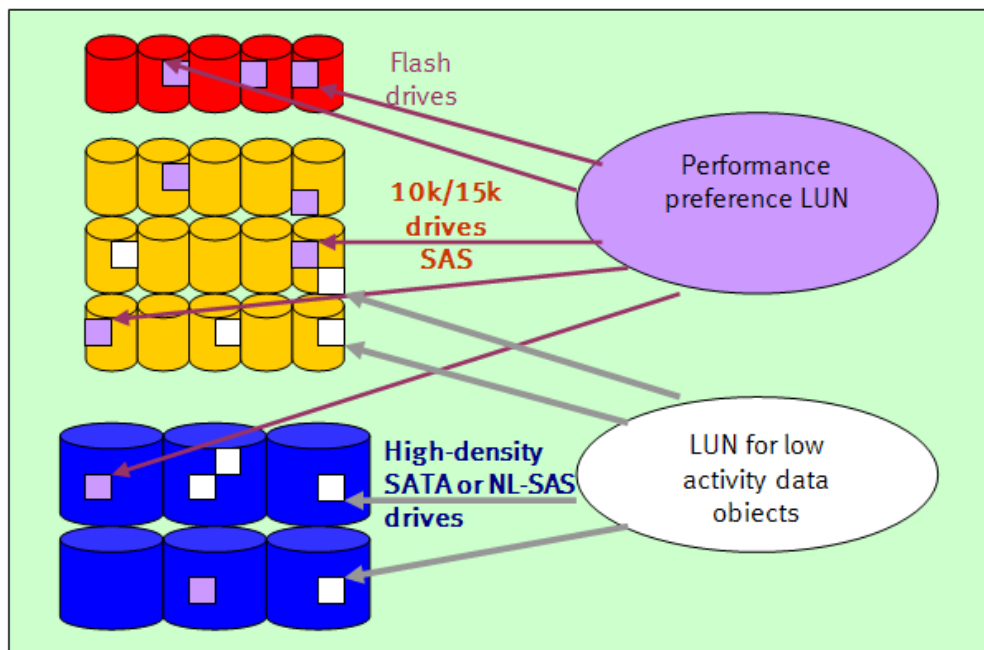 Flash
drives
Performance
preference LUN
10k/15k
drives
SAS
High-density
SATA or NL-SAS
drives
LUN for low
activity data
obiects